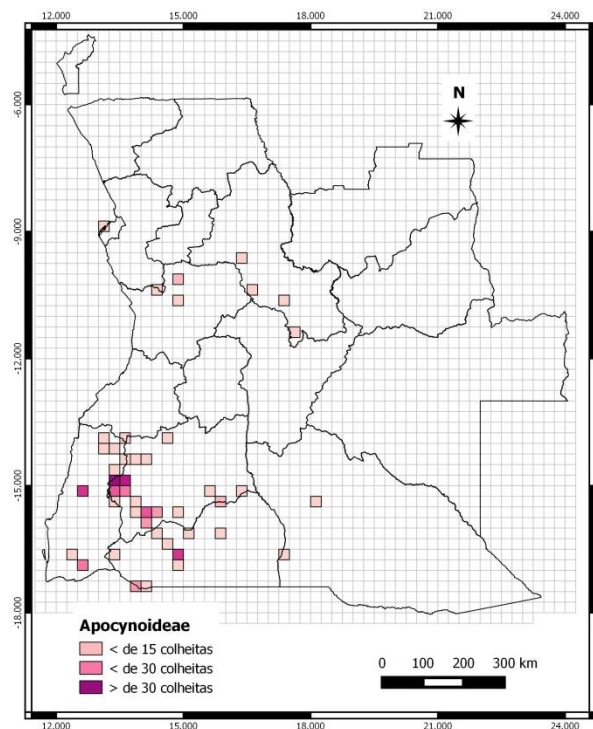 12.000 15.000 18.000 21.000 24.000
N
-6.000
-9.000
-12.000
-15.000
-18.000
Apocynoideae
< de 15 colheitas
< de 30 colheitas
> de 30 colheitas
0 100 200 300 km
12.000 15.000 18.000 21.000 24.000